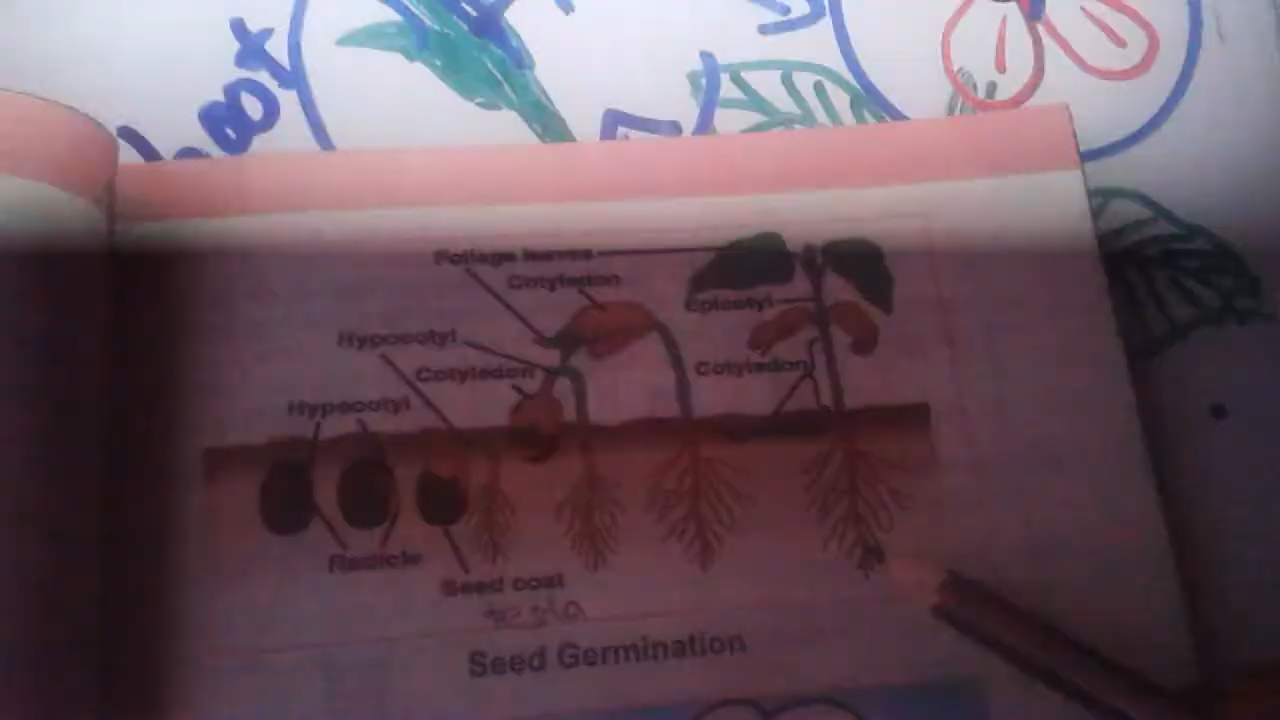 Foliage leaves
Cotyledon
Epicotyl
Hypocotyl
Cotyledon
Cotyledon
Hypocotyl
Radicle
Seed coat
Seed Germination